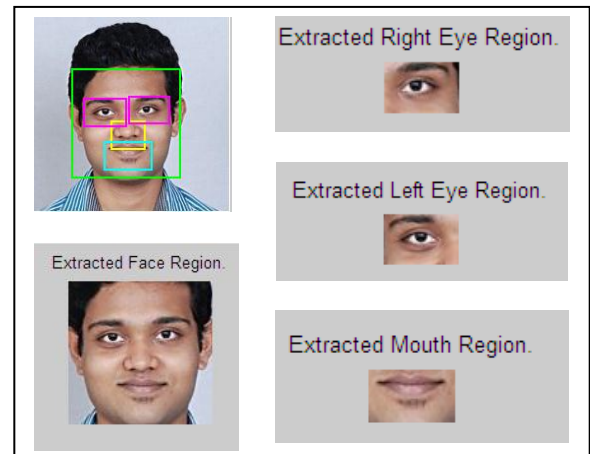 Extracted Right Eye Region.
Extracted Left Eye Region.
Extracted Face Region.
Extracted Mouth Region.